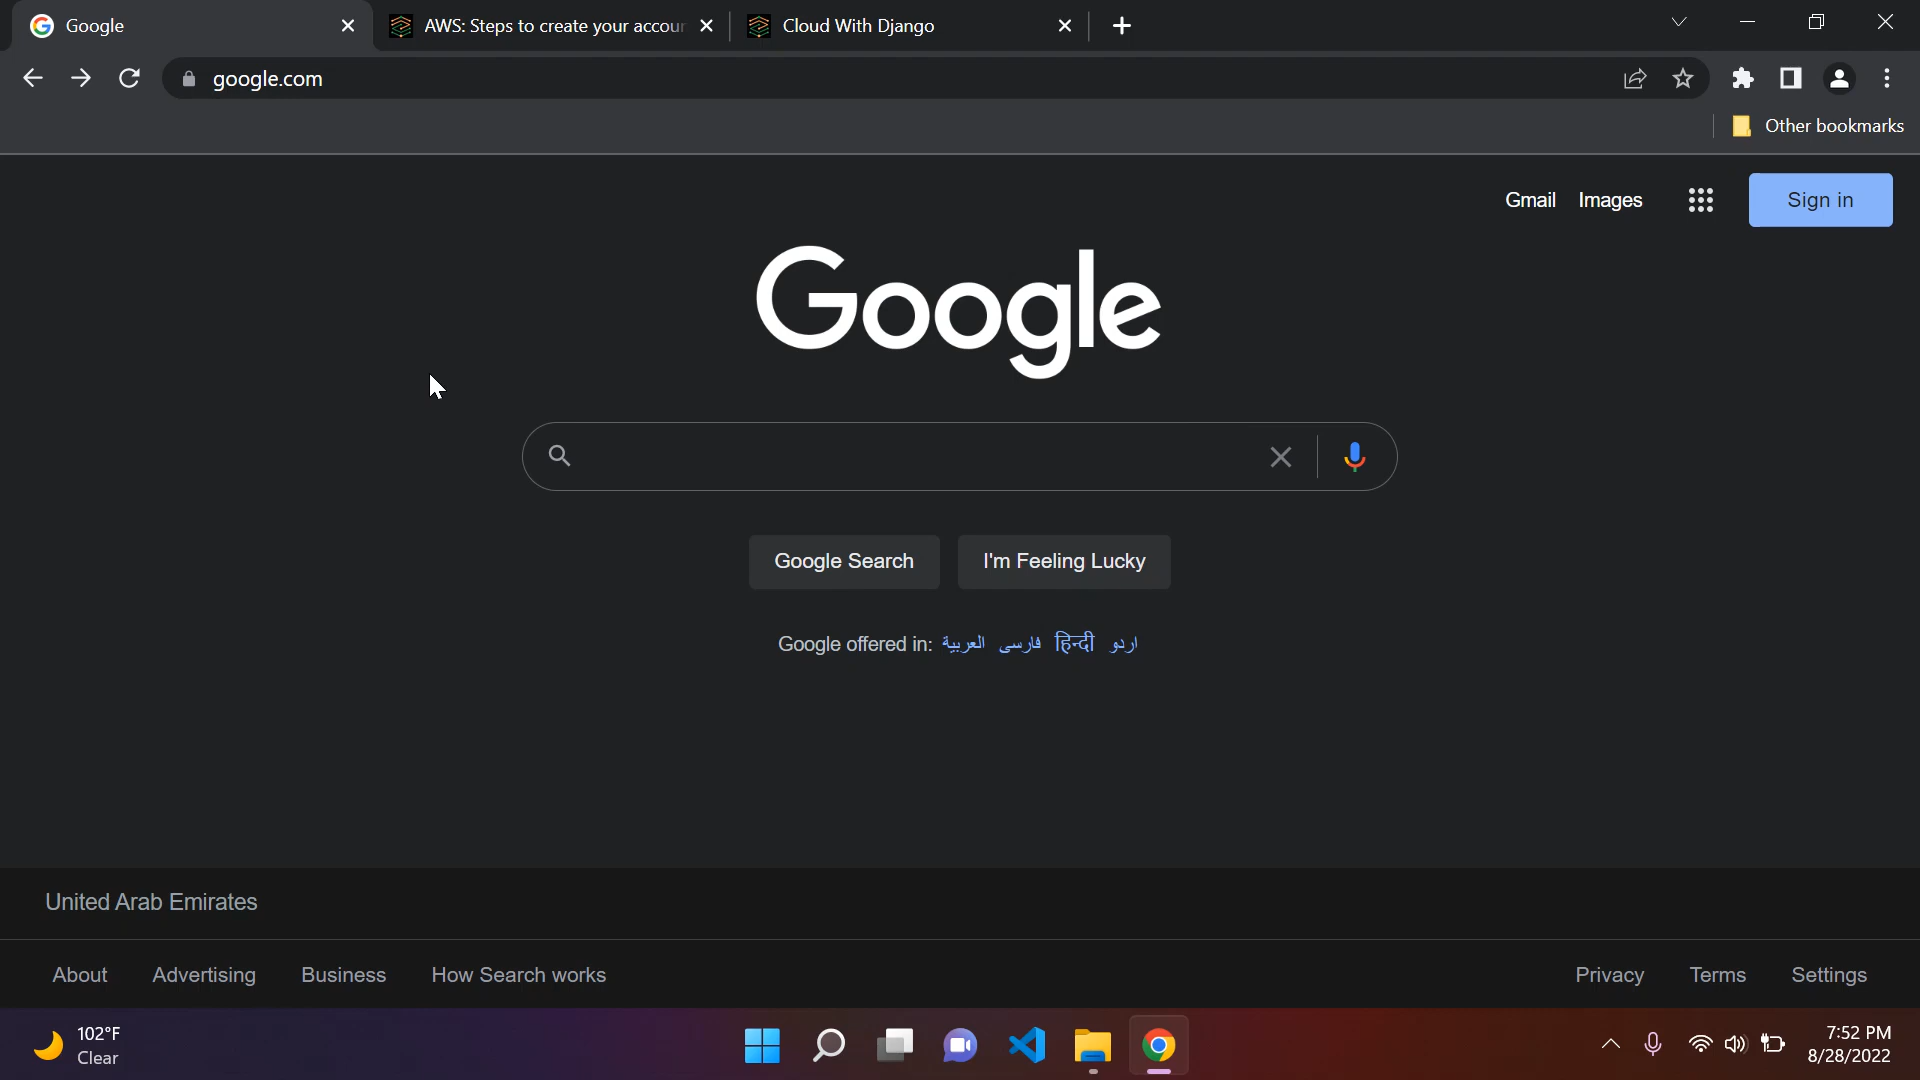 Google
AWS: Steps to create your accour
Cloud With Django
google.com
Other bookmarks
Gmail Images
Sign in
Google
Google Search
I'm Feeling Lucky
Google offered in: العربية فارسی हिन्दी اردو
United Arab Emirates
About Advertising Business How Search works
Privacy Terms Settings
102°F
Clear
7:52 PM
8/28/2022